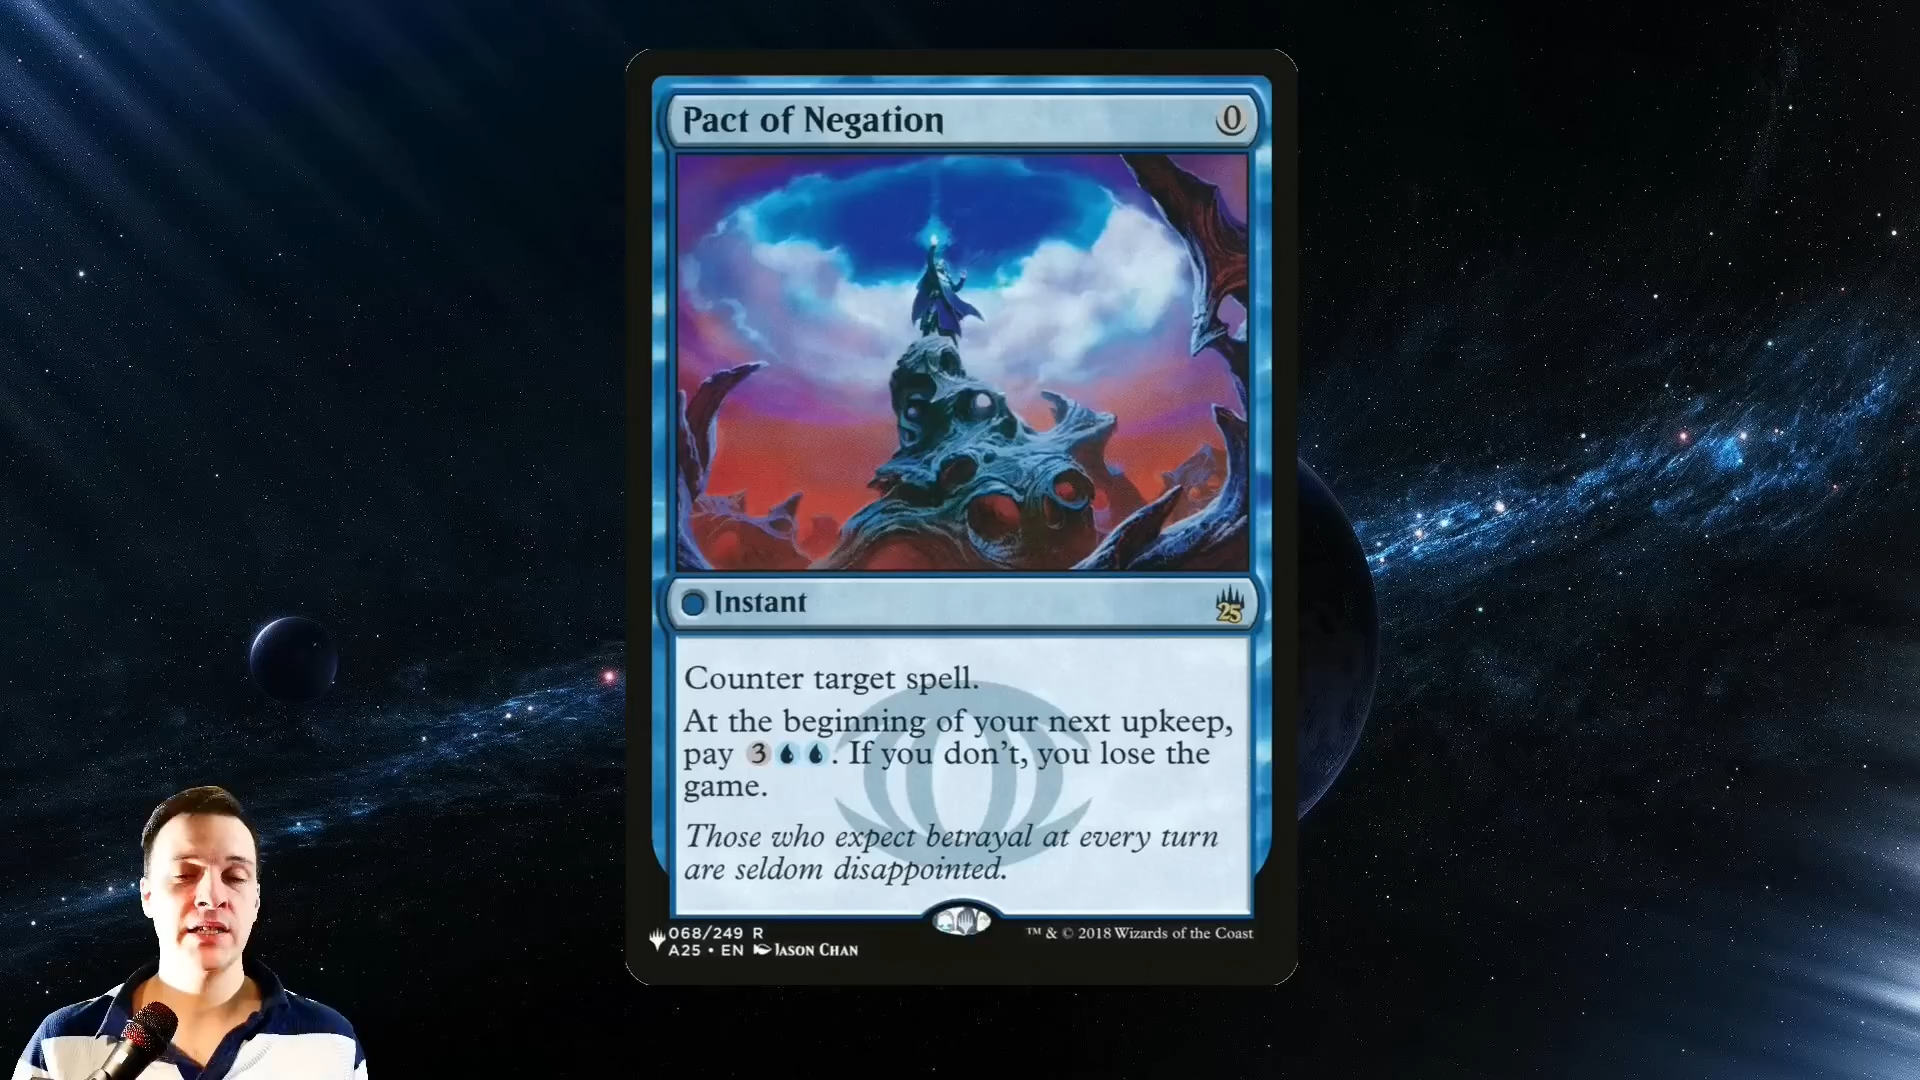 Pact of Negation 0
Instant
25
Counter target spell.
At the beginning of your next upkeep,
pay 3. If you don't, you lose the
game.
Those who expect betrayal at every turn
are seldom disappointed.
068/249 R
A25 • EN Jason Chan
™ & © 2018 Wizards of the Coast